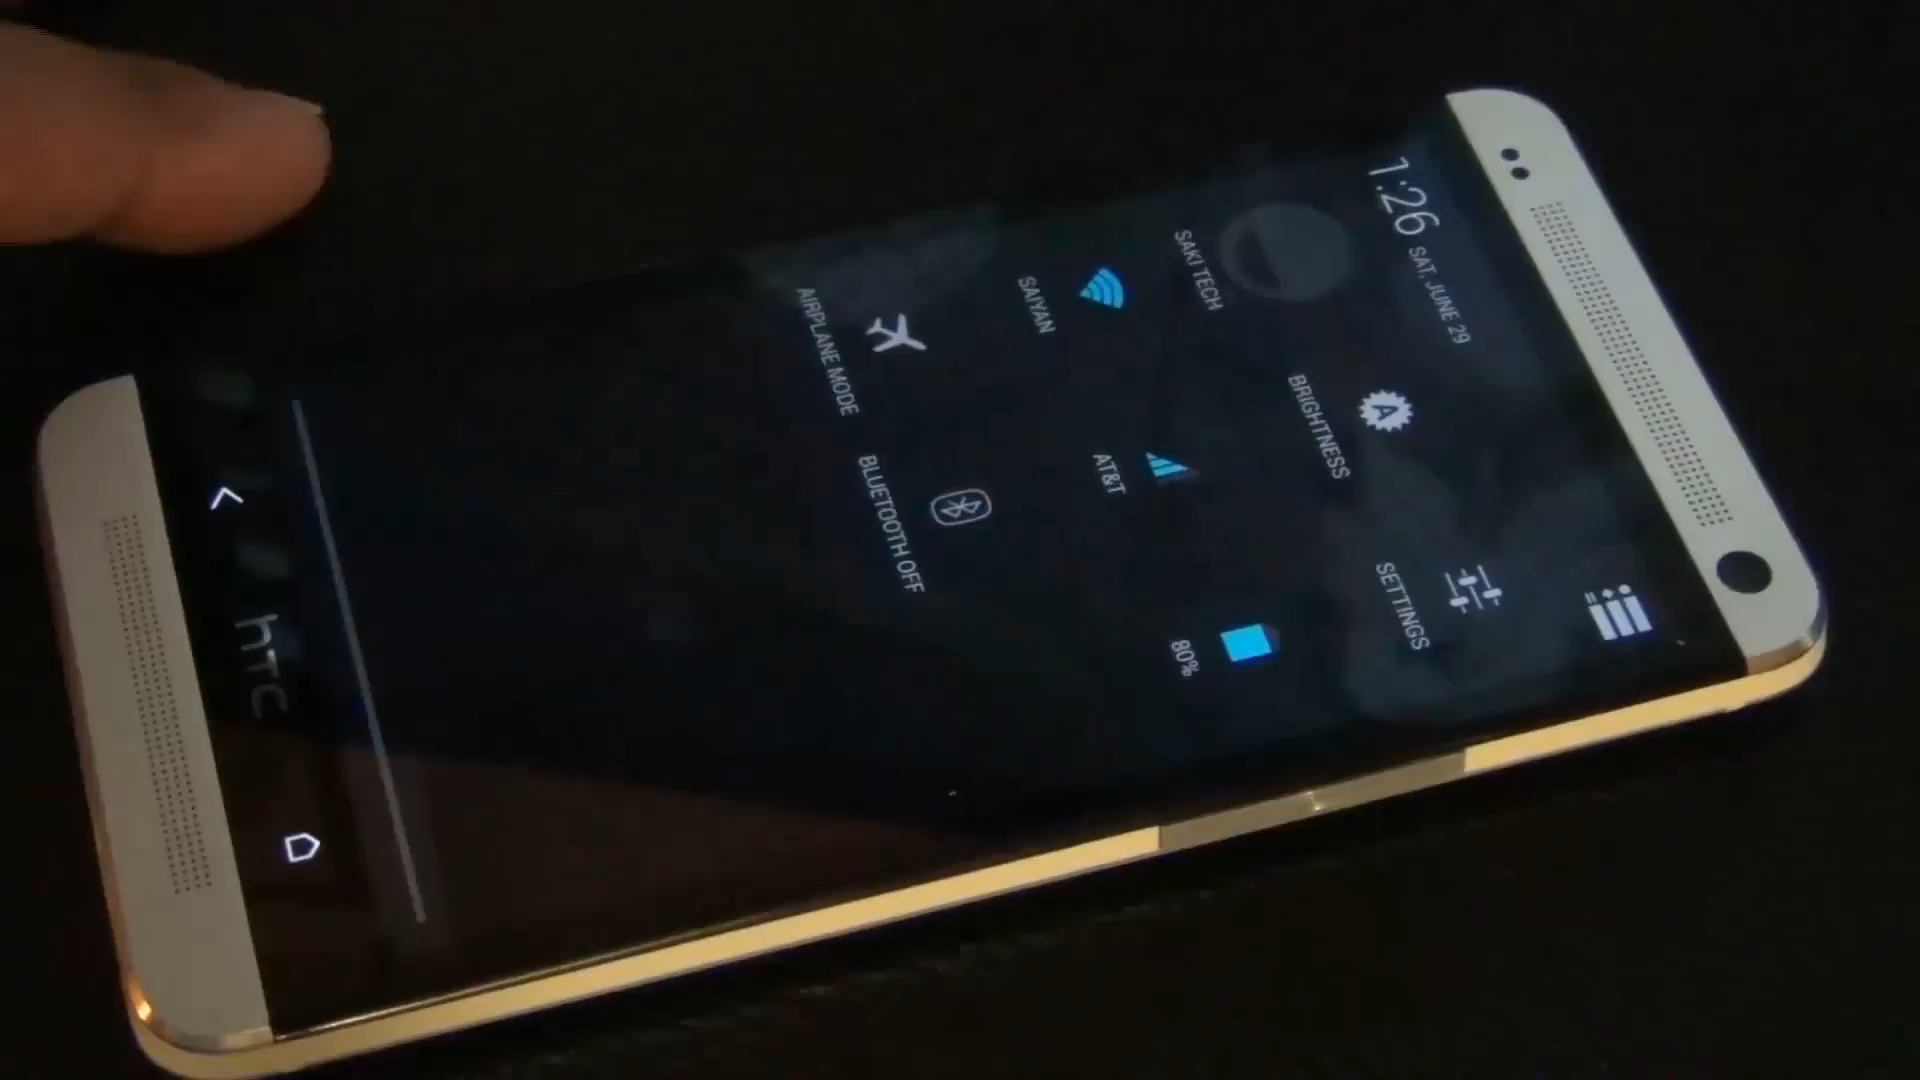 1:26 SAT, JUNE 29
SAKI TECH
BRIGHTNESS
SETTINGS
SAIYAN
AT&T
80%
AIRPLANE MODE
BLUETOOTH OFF
hTC